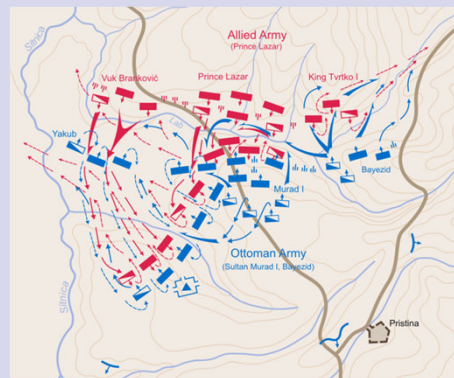 Allied Army
(Prince Lazar)
Sitnica
Vuk Branković
Prince Lazar
King Tvrtko I
Lab
Yakub
Bayezid
Murad I
Ottoman Army
(Sultan Murad I, Bayezid)
Sitnica
Pristina